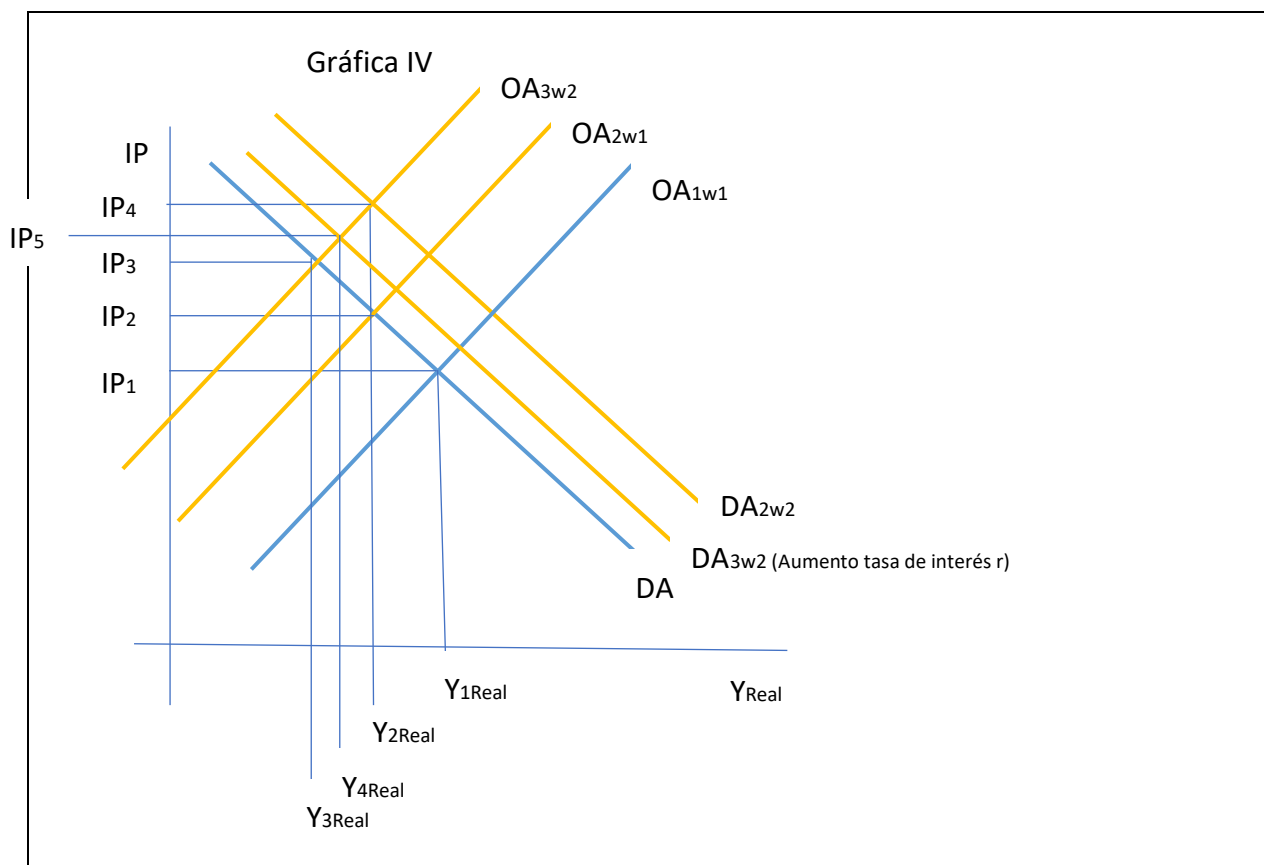 Gráfica IV
OA3w2
OA2w1
IP
OA1w1
IP4
IP5
IP3
IP2
IP1
DA2w2
DA3w2 (Aumento tasa de interés r)
DA
Y1Real
YReal
Y2Real
Y4Real
Y3Real